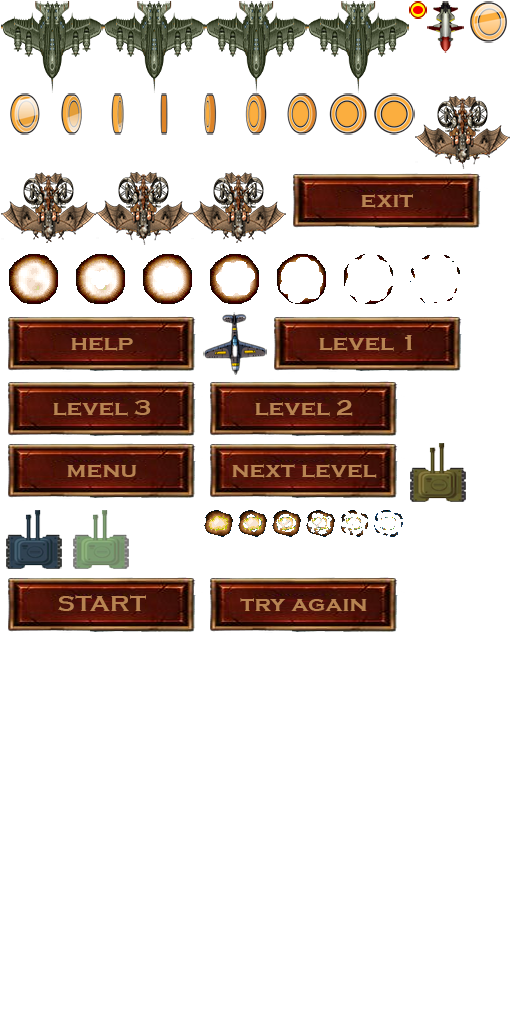 EXIT
HELP
LEVEL 1
LEVEL 3
LEVEL 2
MENU
NEXT LEVEL
START
TRY AGAIN